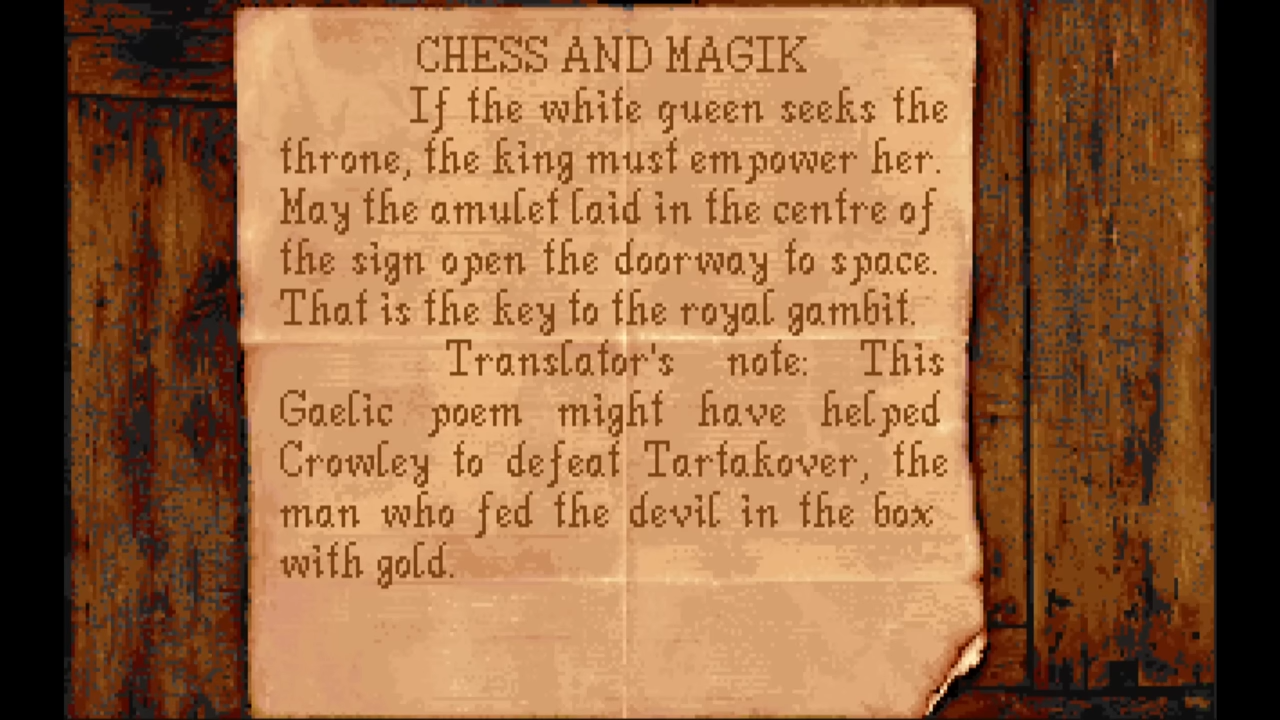 CHESS AND MAGIK
If the white queen seeks the
throne, the king must empower her.
May the amulet laid in the centre of
the sign open the doorway to space.
That is the key to the royal gambit.
Translator's note: This
Gaelic poem might have helped
Crowley to defeat Tartakover, the
man who fed the devil in the box
with gold.